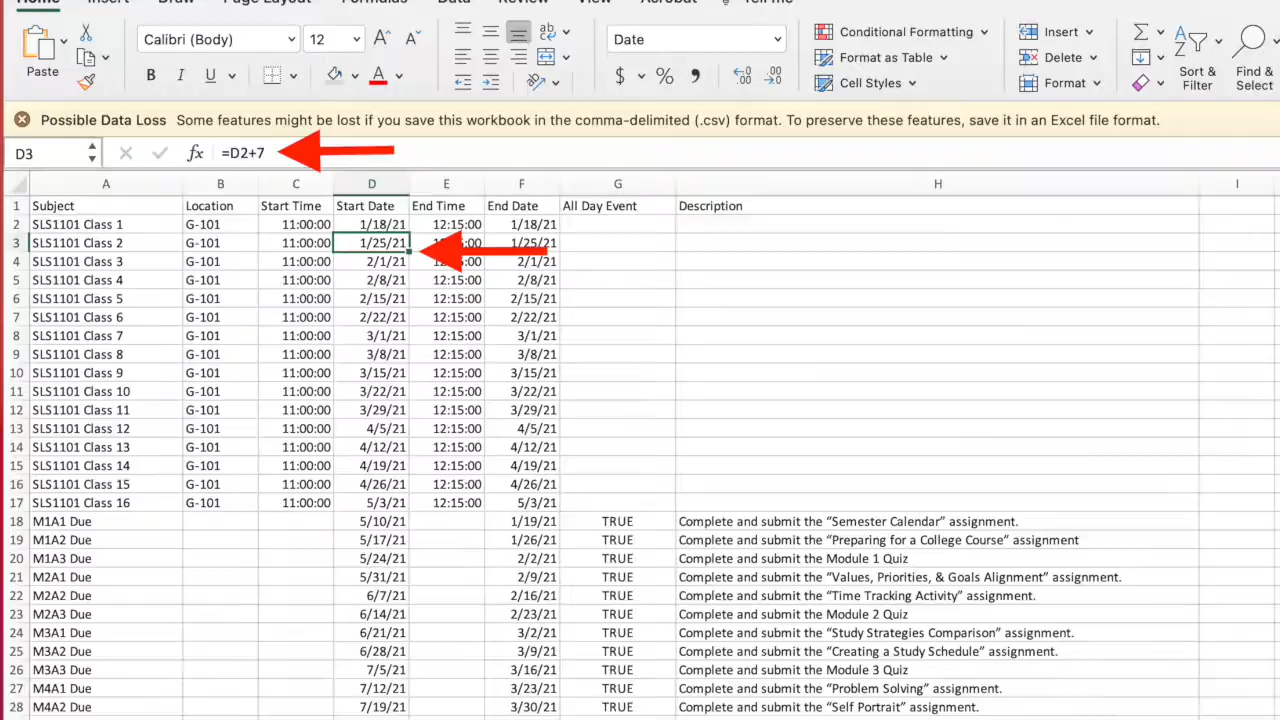 Home Insert Draw Page Layout Formulas Data Review View Acrobat Tell me
Paste Calibri (Body) 12 A A ab Date Conditional Formatting Insert Σ A Z
B I U A $ % 9 Format as Table Delete Sort & Filter Find & Select
Cell Styles Format
Possible Data Loss Some features might be lost if you save this workbook in the comma-delimited (.csv) format. To preserve these features, save it in an Excel file format.
D3 fx =D2+7
A B C D E F G H I
1 Subject Location Start Time Start Date End Time End Date All Day Event Description
2 SLS1101 Class 1 G-101 11:00:00 1/18/21 12:15:00 1/18/21
3 SLS1101 Class 2 G-101 11:00:00 1/25/21 1/25/21
4 SLS1101 Class 3 G-101 11:00:00 2/1/21 2/1/21
5 SLS1101 Class 4 G-101 11:00:00 2/8/21 12:15:00 2/8/21
6 SLS1101 Class 5 G-101 11:00:00 2/15/21 12:15:00 2/15/21
7 SLS1101 Class 6 G-101 11:00:00 2/22/21 12:15:00 2/22/21
8 SLS1101 Class 7 G-101 11:00:00 3/1/21 12:15:00 3/1/21
9 SLS1101 Class 8 G-101 11:00:00 3/8/21 12:15:00 3/8/21
10 SLS1101 Class 9 G-101 11:00:00 3/15/21 12:15:00 3/15/21
11 SLS1101 Class 10 G-101 11:00:00 3/22/21 12:15:00 3/22/21
12 SLS1101 Class 11 G-101 11:00:00 3/29/21 12:15:00 3/29/21
13 SLS1101 Class 12 G-101 11:00:00 4/5/21 12:15:00 4/5/21
14 SLS1101 Class 13 G-101 11:00:00 4/12/21 12:15:00 4/12/21
15 SLS1101 Class 14 G-101 11:00:00 4/19/21 12:15:00 4/19/21
16 SLS1101 Class 15 G-101 11:00:00 4/26/21 12:15:00 4/26/21
17 SLS1101 Class 16 G-101 11:00:00 5/3/21 12:15:00 5/3/21
18 M1A1 Due 5/10/21 1/19/21 TRUE Complete and submit the “Semester Calendar” assignment.
19 M1A2 Due 5/17/21 1/26/21 TRUE Complete and submit the “Preparing for a College Course” assignment
20 M1A3 Due 5/24/21 2/2/21 TRUE Complete and submit the Module 1 Quiz
21 M2A1 Due 5/31/21 2/9/21 TRUE Complete and submit the “Values, Priorities, & Goals Alignment” assignment.
22 M2A2 Due 6/7/21 2/16/21 TRUE Complete and submit the “Time Tracking Activity” assignment.
23 M2A3 Due 6/14/21 2/23/21 TRUE Complete and submit the Module 2 Quiz
24 M3A1 Due 6/21/21 3/2/21 TRUE Complete and submit the “Study Strategies Comparison” assignment.
25 M3A2 Due 6/28/21 3/9/21 TRUE Complete and submit the “Creating a Study Schedule” assignment.
26 M3A3 Due 7/5/21 3/16/21 TRUE Complete and submit the Module 3 Quiz
27 M4A1 Due 7/12/21 3/23/21 TRUE Complete and submit the “Problem Solving” assignment.
28 M4A2 Due 7/19/21 3/30/21 TRUE Complete and submit the “Self Portrait” assignment.